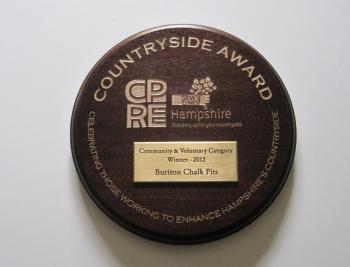 COUNTRYSIDE AWARD
CPRE
Hampshire
Standing up for your countryside
Community & Voluntary Category
Winner - 2012
Buriton Chalk Pits
CELEBRATING THOSE WORKING TO ENHANCE HAMPSHIRE'S COUNTRYSIDE